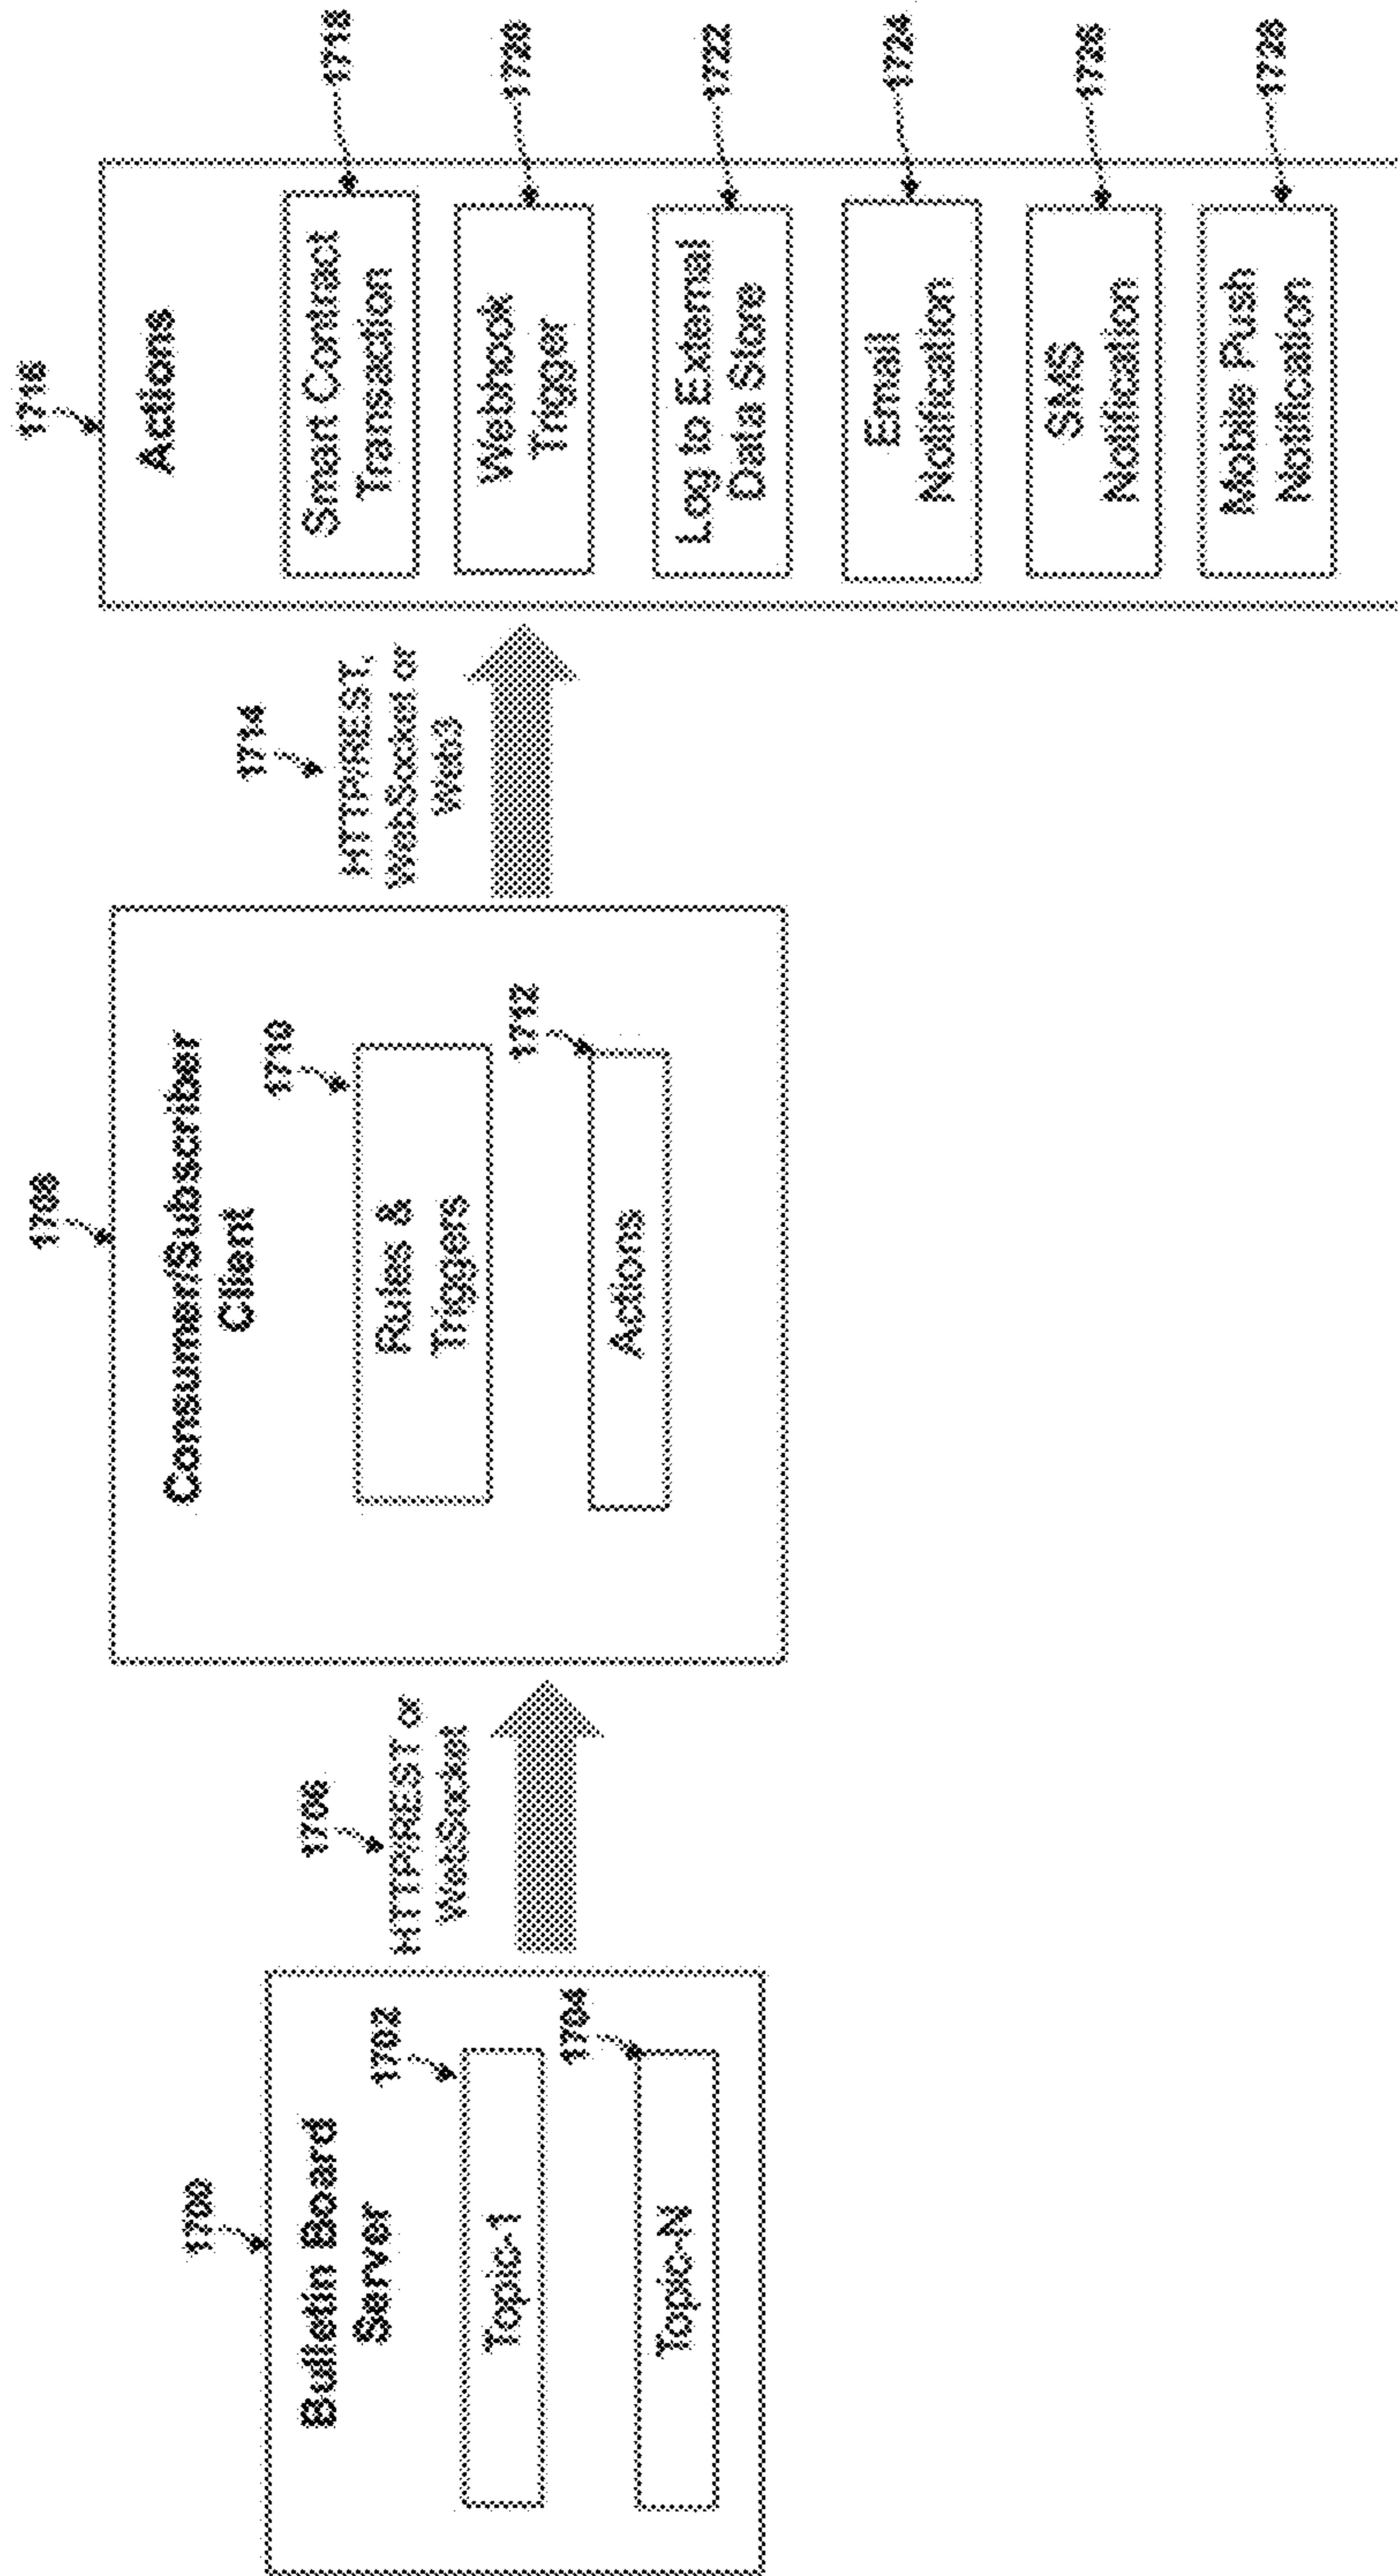 1700
Bulletin Board
Server
1702
Topic-1
1704
Topic-N
1706
HTTP/REST or
WebSocket
1708
Consumer/Subscriber
Client
1710
Rules &
Triggers
1712
Actions
1714
HTTP/REST,
WebSocket or
Web3
1716
Actions
Smart Contract
Transaction
1718
Webhook
Trigger
1720
Log to External
Data Store
1722
Email
Notification
1724
SMS
Notification
1726
Mobile Push
Notification
1728